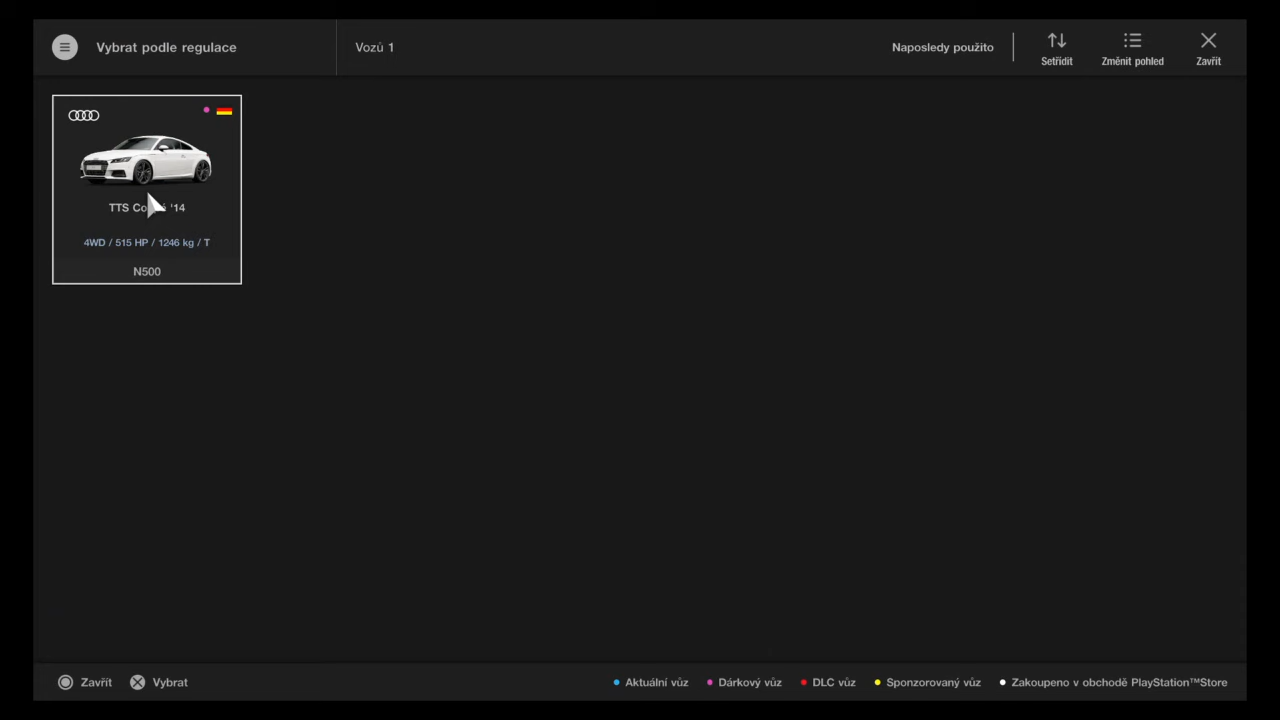 Vybrat podle regulace
Vozů 1
Naposledy použito
Setřídit
Změnit pohled
Zavřít
TTS '14
4WD / 515 HP / 1246 kg / T
N500
Zavřít
Vybrat
Aktuální vůz
Dárkový vůz
DLC vůz
Sponzorovaný vůz
Zakoupeno v obchodě PlayStation™Store